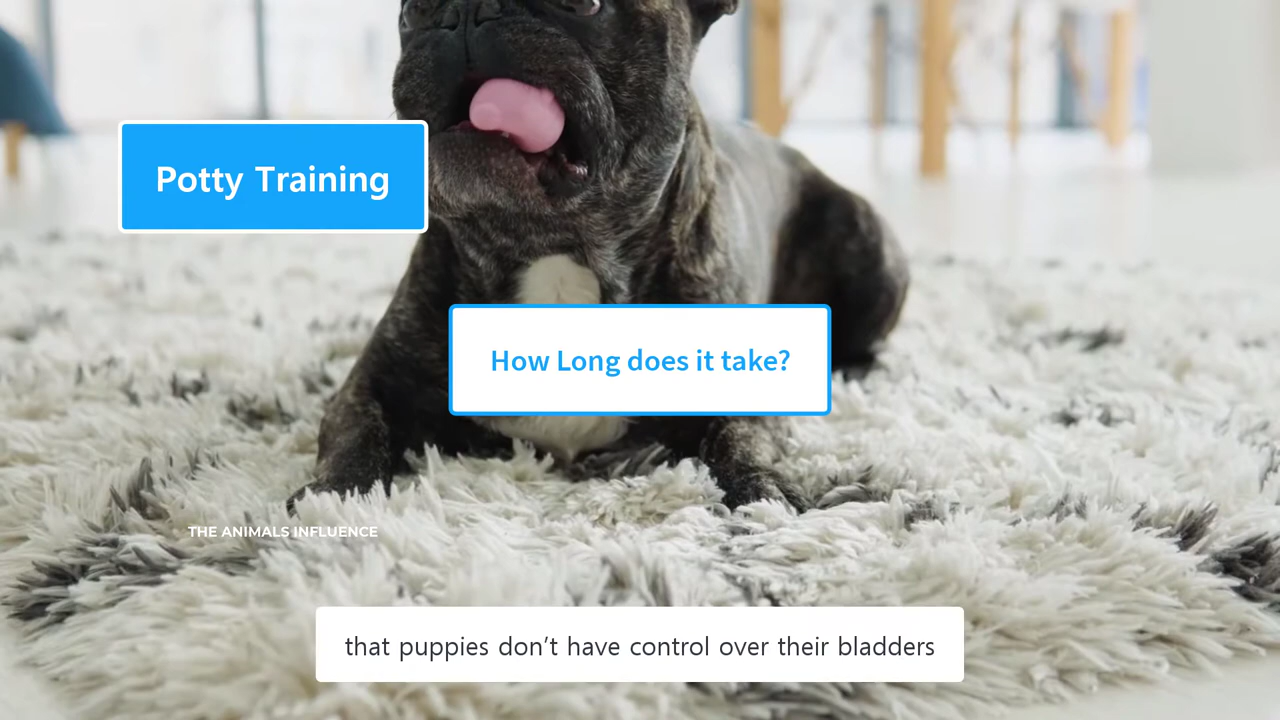 Potty Training
How Long does it take?
THE ANIMALS INFLUENCE
that puppies don’t have control over their bladders